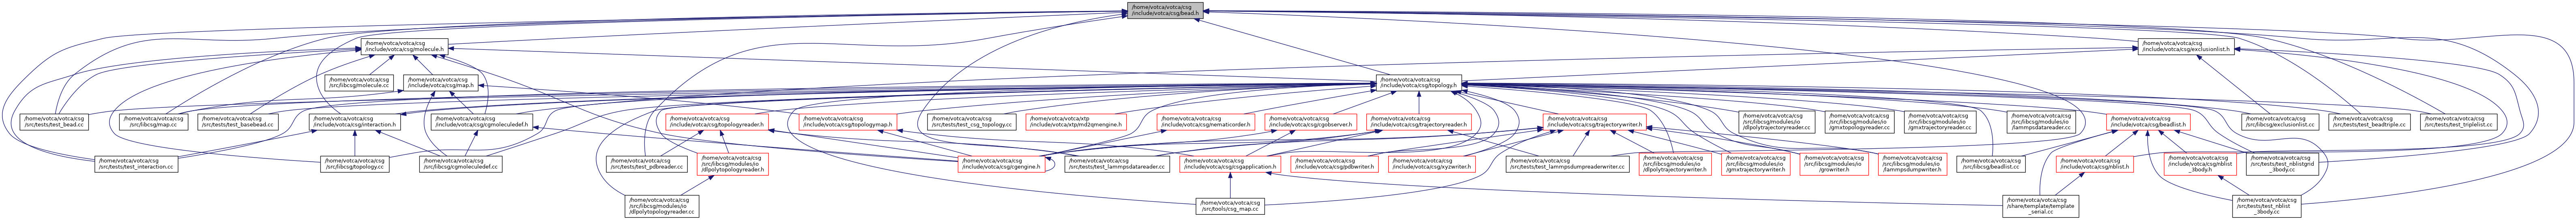 /home/votca/votca/csg
/include/votca/csg/bead.h
/home/votca/votca/csg
/include/votca/csg/molecule.h
/home/votca/votca/csg
/include/votca/csg/exclusionlist.h
/home/votca/votca/csg
/src/libcsg/molecule.cc
/home/votca/votca/csg
/include/votca/csg/map.h
/home/votca/votca/csg
/include/votca/csg/topology.h
/home/votca/votca/csg
/src/tests/test_bead.cc
/home/votca/votca/csg
/src/libcsg/map.cc
/home/votca/votca/csg
/src/tests/test_basebead.cc
/home/votca/votca/csg
/include/votca/csg/interaction.h
/home/votca/votca/csg
/include/votca/csg/cgmoleculedef.h
/home/votca/votca/csg
/include/votca/csg/topologyreader.h
/home/votca/votca/csg
/include/votca/csg/topologymap.h
/home/votca/votca/csg
/src/tests/test_csg_topology.cc
/home/votca/votca/xtp
/include/votca/xtp/md2qmengine.h
/home/votca/votca/csg
/include/votca/csg/nematicorder.h
/home/votca/votca/csg
/include/votca/csg/cgobserver.h
/home/votca/votca/csg
/include/votca/csg/trajectoryreader.h
/home/votca/votca/csg
/include/votca/csg/trajectorywriter.h
/home/votca/votca/csg
/src/libcsg/modules/io
/dlpolytrajectoryreader.cc
/home/votca/votca/csg
/src/libcsg/modules/io
/gmxtopologyreader.cc
/home/votca/votca/csg
/src/libcsg/modules/io
/gmxtrajectoryreader.cc
/home/votca/votca/csg
/src/libcsg/modules/io
/lammpsdatareader.cc
/home/votca/votca/csg
/include/votca/csg/beadlist.h
/home/votca/votca/csg
/src/libcsg/exclusionlist.cc
/home/votca/votca/csg
/src/tests/test_beadtriple.cc
/home/votca/votca/csg
/src/tests/test_triplelist.cc
/home/votca/votca/csg
/src/tests/test_interaction.cc
/home/votca/votca/csg
/src/libcsg/topology.cc
/home/votca/votca/csg
/src/libcsg/cgmoleculedef.cc
/home/votca/votca/csg
/src/tests/test_pdbreader.cc
/home/votca/votca/csg
/src/libcsg/modules/io
/dlpolytopologyreader.h
/home/votca/votca/csg
/include/votca/csg/cgengine.h
/home/votca/votca/csg
/src/tests/test_lammpsdatareader.cc
/home/votca/votca/csg
/include/votca/csg/csgapplication.h
/home/votca/votca/csg
/include/votca/csg/pdbwriter.h
/home/votca/votca/csg
/include/votca/csg/xyzwriter.h
/home/votca/votca/csg
/src/tests/test_lammpsdumpreaderwriter.cc
/home/votca/votca/csg
/src/libcsg/modules/io
/dlpolytrajectorywriter.h
/home/votca/votca/csg
/src/libcsg/modules/io
/gmxtrajectorywriter.h
/home/votca/votca/csg
/src/libcsg/modules/io
/growriter.h
/home/votca/votca/csg
/src/libcsg/modules/io
/lammpsdumpwriter.h
/home/votca/votca/csg
/src/libcsg/beadlist.cc
/home/votca/votca/csg
/include/votca/csg/nblist.h
/home/votca/votca/csg
/include/votca/csg/nblist
_3body.h
/home/votca/votca/csg
/src/tests/test_nblistgrid
_3body.cc
/home/votca/votca/csg
/src/libcsg/modules/io
/dlpolytopologyreader.cc
/home/votca/votca/csg
/src/tools/csg_map.cc
/home/votca/votca/csg
/share/template/template
_serial.cc
/home/votca/votca/csg
/src/tests/test_nblist
_3body.cc